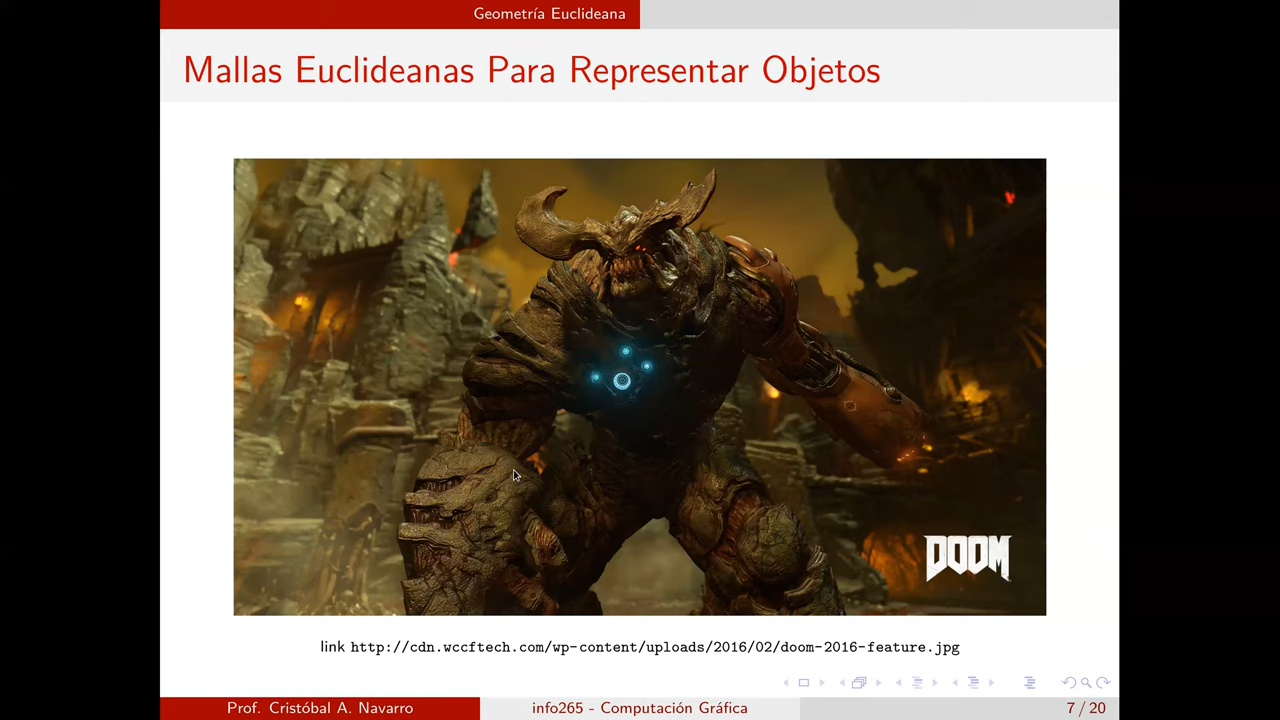 Geometría Euclideana
Mallas Euclideanas Para Representar Objetos
DOOM
link http://cdn.wccftech.com/wp-content/uploads/2016/02/doom-2016-feature.jpg
Prof. Cristóbal A. Navarro
info265 - Computación Gráfica
7 / 20